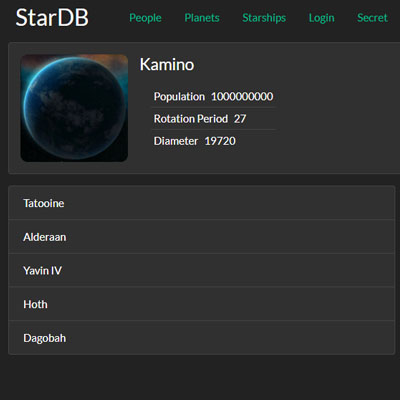 StarDB People Planets Starships Login Secret
Kamino
Population 1000000000
Rotation Period 27
Diameter 19720
Tatooine
Alderaan
Yavin IV
Hoth
Dagobah